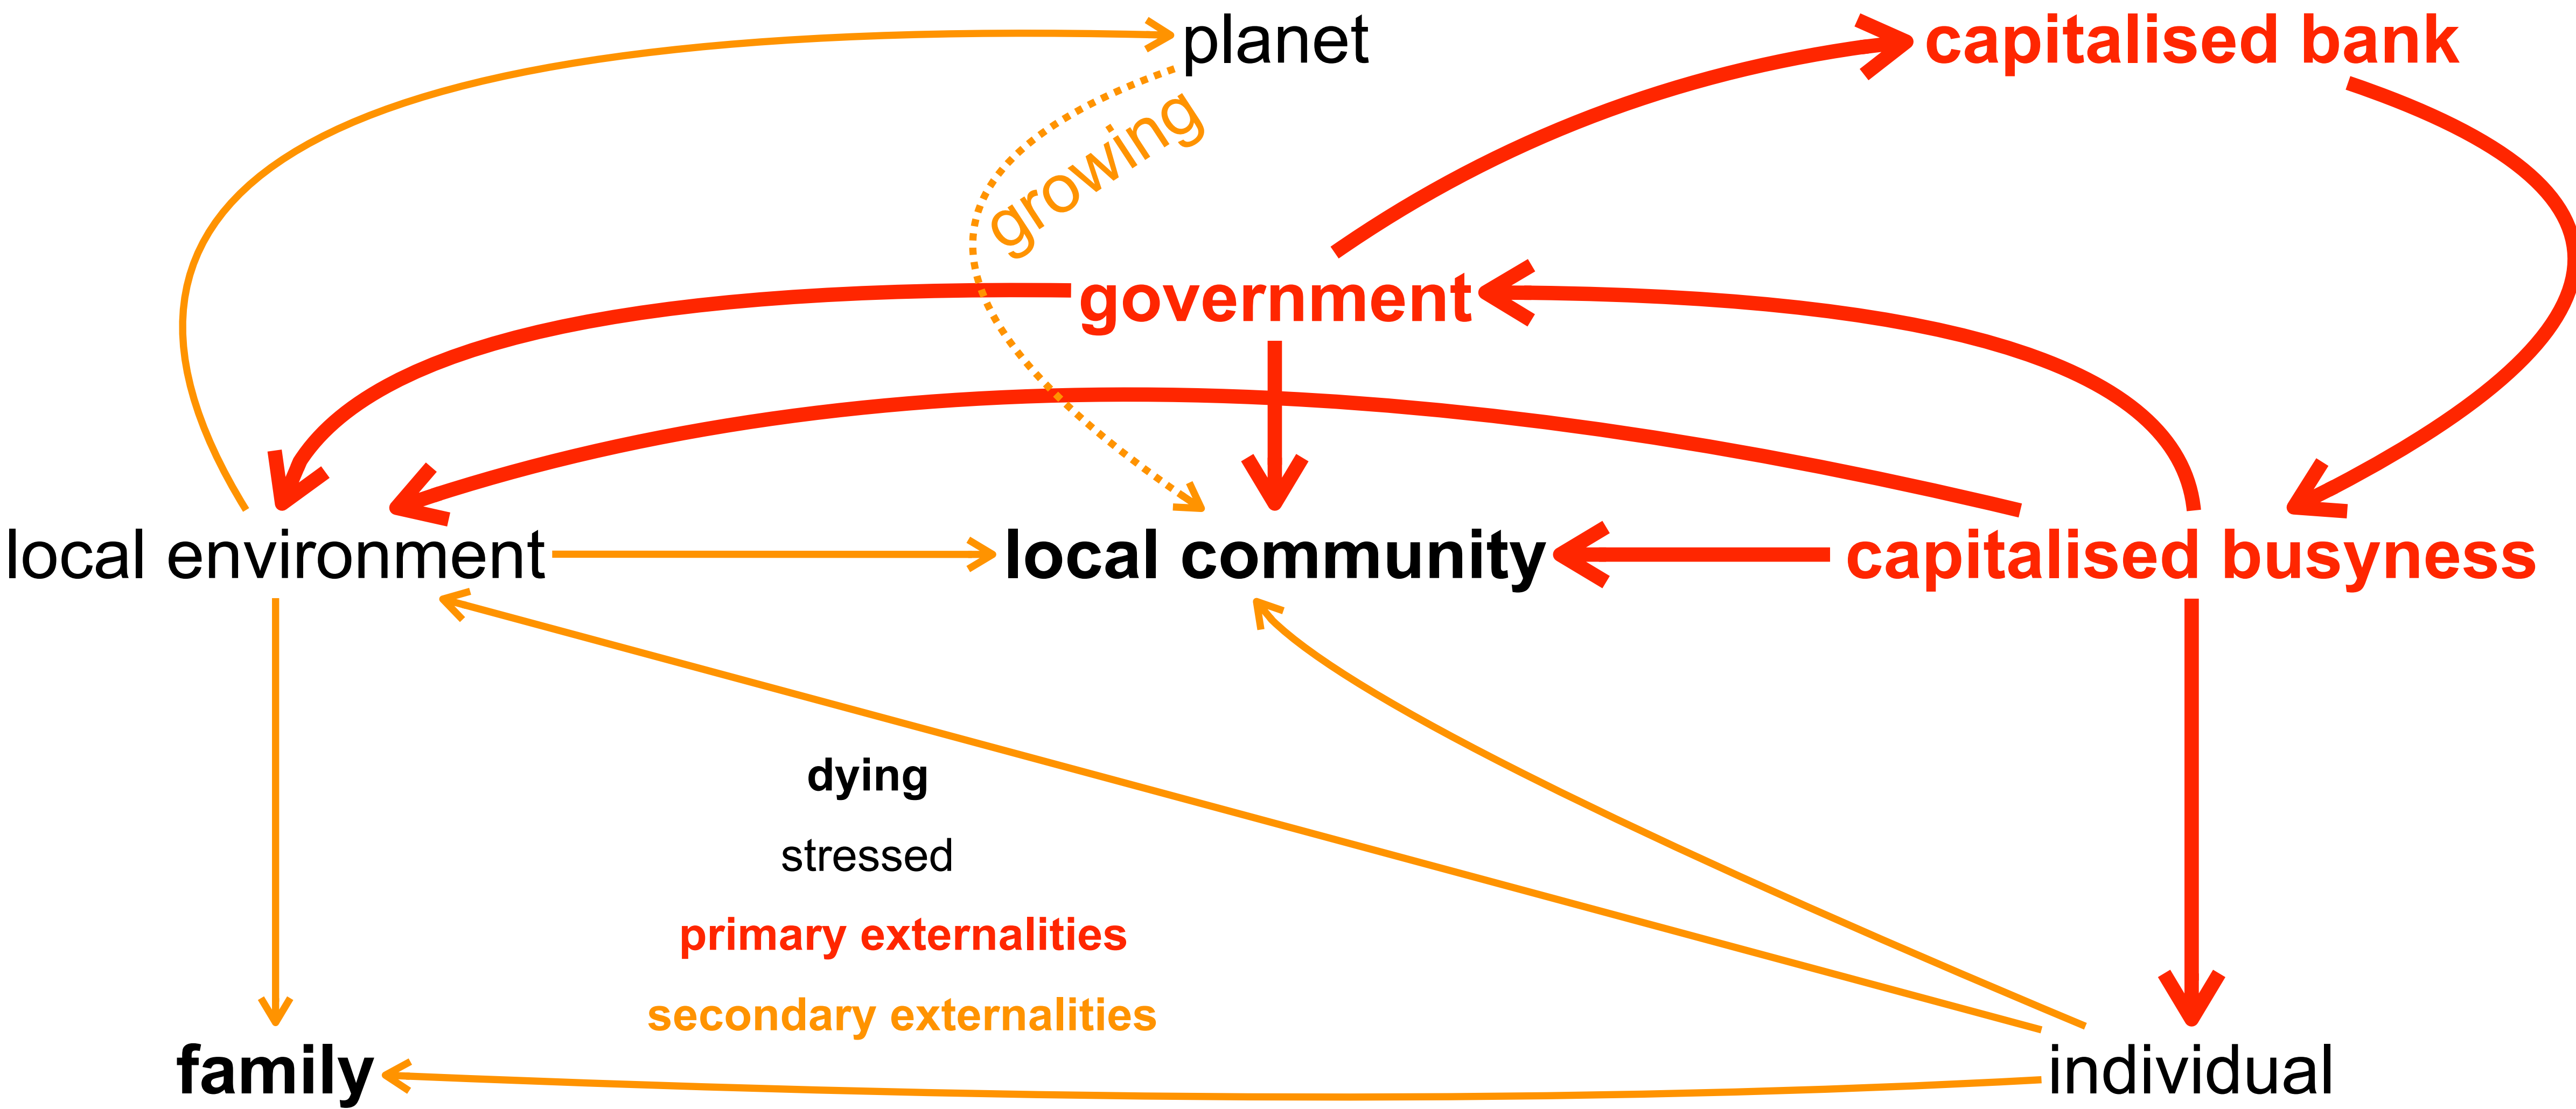 planet
capitalised bank
growing
government
local environment
local community
capitalised busyness
dying
stressed
primary externalities
secondary externalities
family
individual